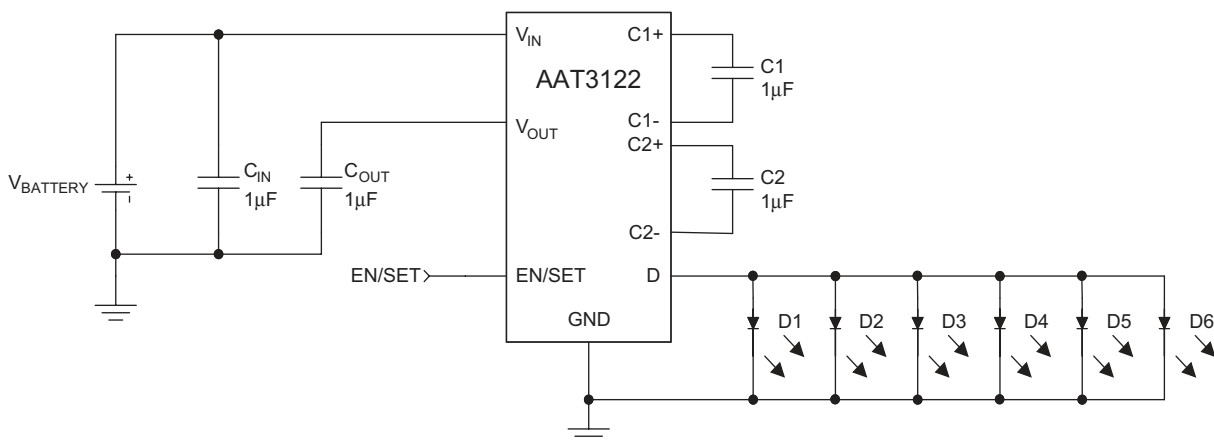 V_IN
C1+
AAT3122
C1
1µF
V_OUT
C1-
C2+
V_BATTERY
+
-
C_IN
1µF
C_OUT
1µF
C2
1µF
C2-
EN/SET
EN/SET
D
GND
D1
D2
D3
D4
D5
D6